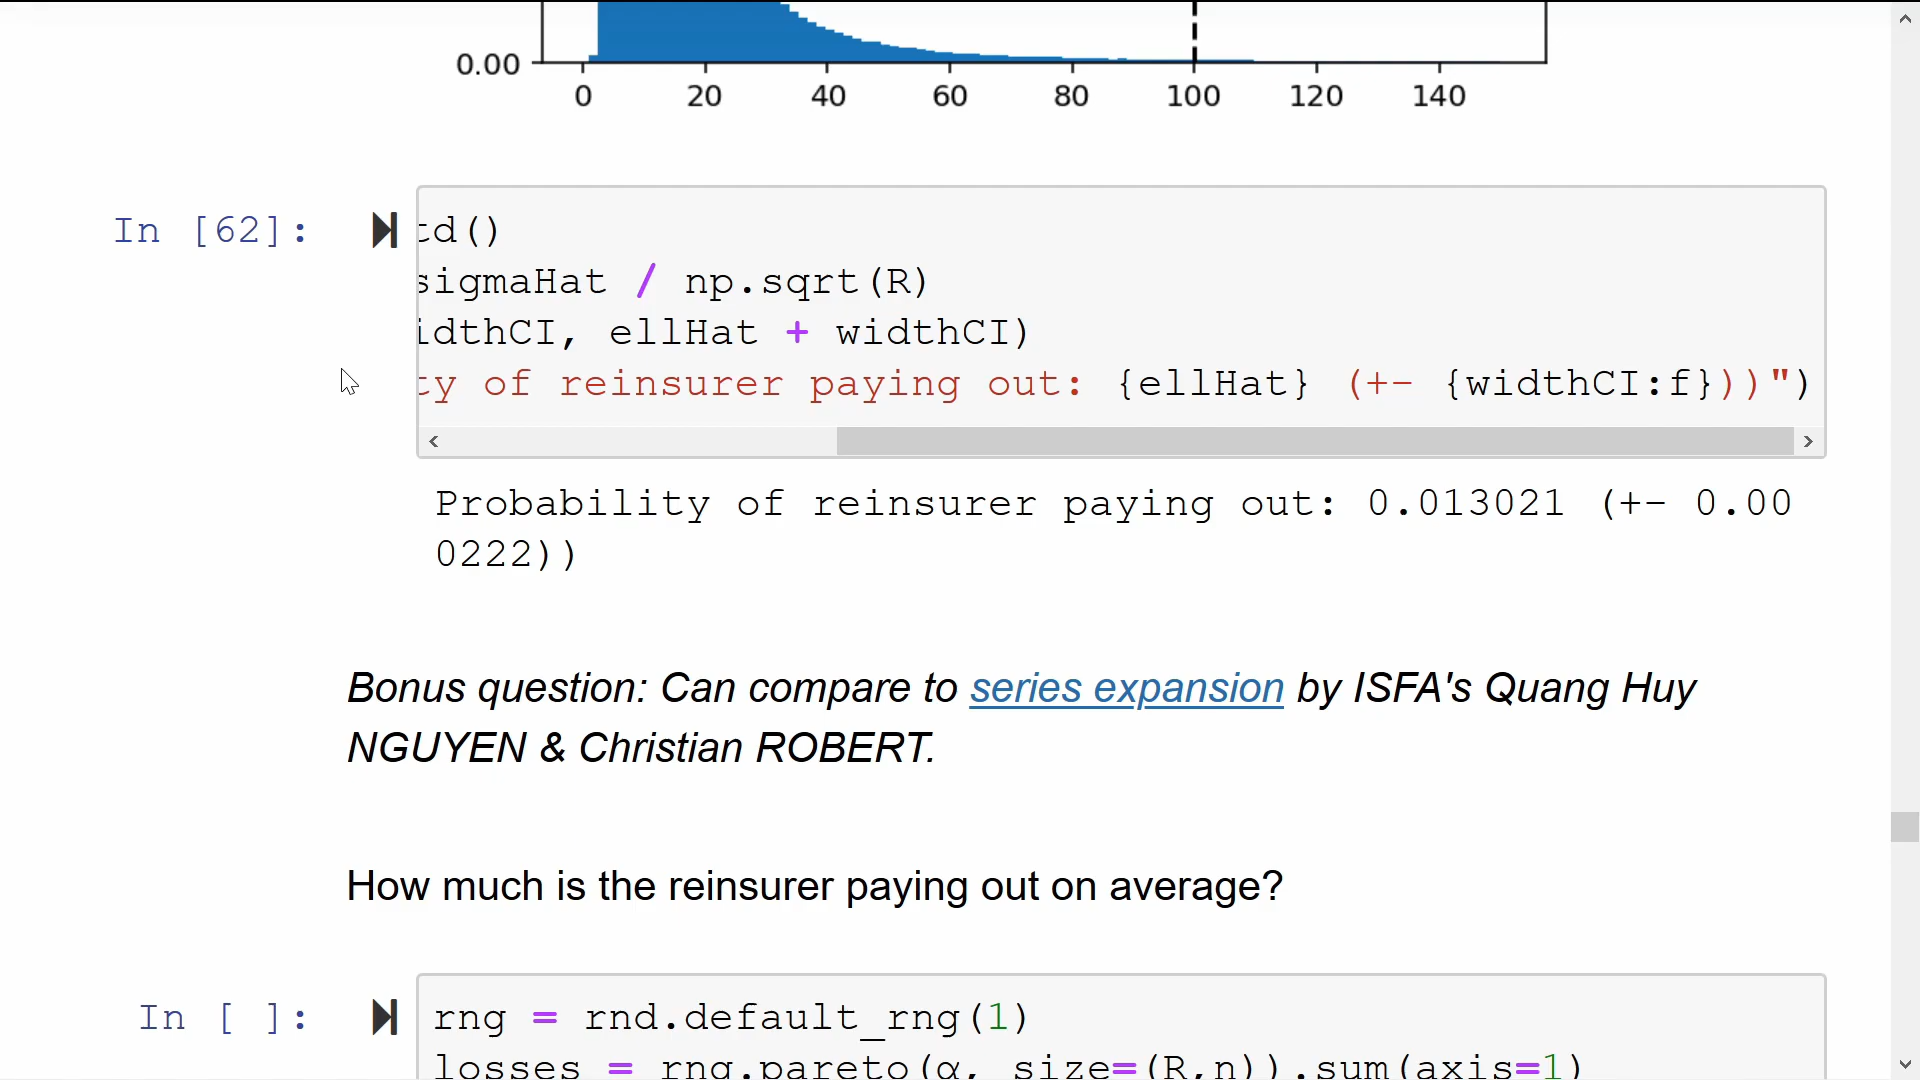 0.00
0 20 40 60 80 100 120 140
In [62]:
td()
sigmaHat / np.sqrt(R)
idthCI, ellHat + widthCI)
ty of reinsurer paying out: {ellHat} (+- {widthCI:f}))")
Probability of reinsurer paying out: 0.013021 (+- 0.00
0222))
Bonus question: Can compare to series expansion by ISFA's Quang Huy
NGUYEN & Christian ROBERT.
How much is the reinsurer paying out on average?
In [ ]:
rng = rnd.default_rng(1)
losses = rng.pareto(α, size=(R,n)).sum(axis=1)